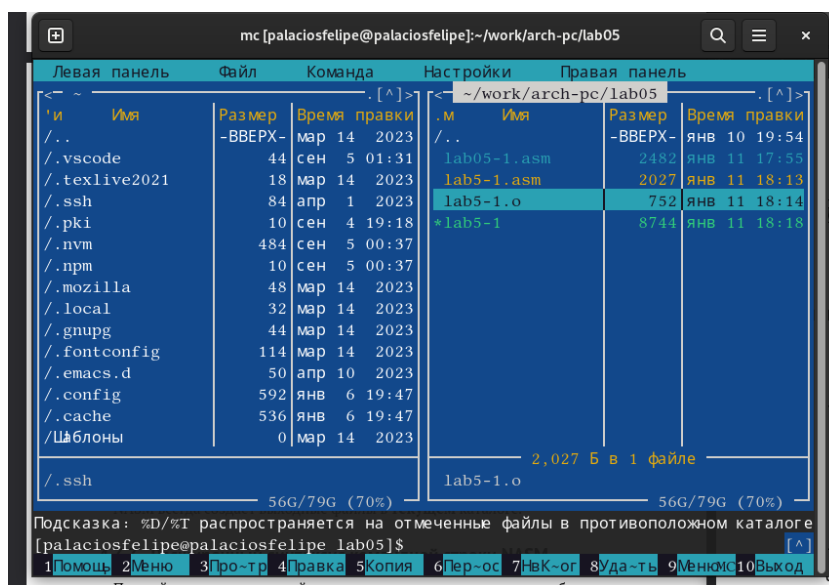 mc [palaciosfelipe@palaciosfelipe]:~/work/arch-pc/lab05
Левая панель Файл Команда Настройки Правая панель
<- ~ .[^]> <- ~/work/arch-pc/lab05 .[^]>
'и Имя Размер Время правки .м Имя Размер Время правки
/.. -ВВЕРХ- мар 14 2023 /.. -ВВЕРХ- янв 10 19:54
/.vscode 44 сен 5 01:31 lab05-1.asm 2482 янв 11 17:55
/.texlive2021 18 мар 14 2023 lab5-1.asm 2027 янв 11 18:13
/.ssh 84 апр 1 2023 lab5-1.o 752 янв 11 18:14
/.pki 10 сен 4 19:18 *lab5-1 8744 янв 11 18:18
/.nvm 484 сен 5 00:37
/.npm 10 сен 5 00:37
/.mozilla 48 мар 14 2023
/.local 32 мар 14 2023
/.gnupg 44 мар 14 2023
/.fontconfig 114 мар 14 2023
/.emacs.d 50 апр 10 2023
/.config 592 янв 6 19:47
/.cache 536 янв 6 19:47
/Шаблоны 0 мар 14 2023
2,027 Б в 1 файле
/.ssh lab5-1.o
56G/79G (70%) 56G/79G (70%)
Подсказка: %D/%T распространяется на отмеченные файлы в противоположном каталоге
[palaciosfelipe@palaciosfelipe lab05]$ [^]
1Помощь 2Меню 3Про~тр 4Правка 5Копия 6Пер~ос 7НвК~ог 8Уда~ть 9МенюMC 10Выход